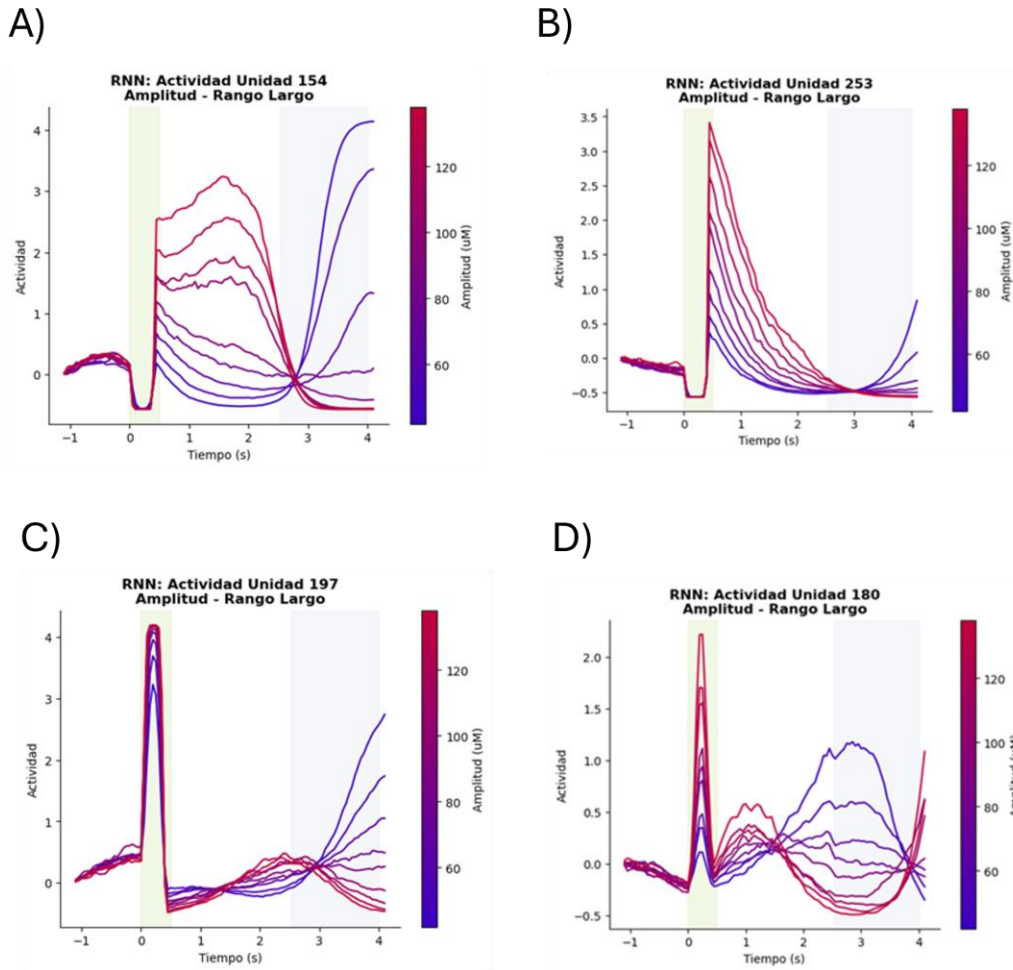 A)
RNN: Actividad Unidad 154
Amplitud - Rango Largo
4
3
2
1
0
Actividad
−1 0 1 2 3 4
Tiempo (s)
120
100
80
60
Amplitud (uM)
B)
RNN: Actividad Unidad 253
Amplitud - Rango Largo
3.5
3.0
2.5
2.0
1.5
1.0
0.5
0.0
−0.5
Actividad
−1 0 1 2 3 4
Tiempo (s)
120
100
80
60
Amplitud (uM)
C)
RNN: Actividad Unidad 197
Amplitud - Rango Largo
4
3
2
1
0
Actividad
−1 0 1 2 3 4
Tiempo (s)
120
100
80
60
Amplitud (uM)
D)
RNN: Actividad Unidad 180
Amplitud - Rango Largo
2.0
1.5
1.0
0.5
0.0
−0.5
Actividad
−1 0 1 2 3 4
Tiempo (s)
120
100
80
60
Amplitud (uM)